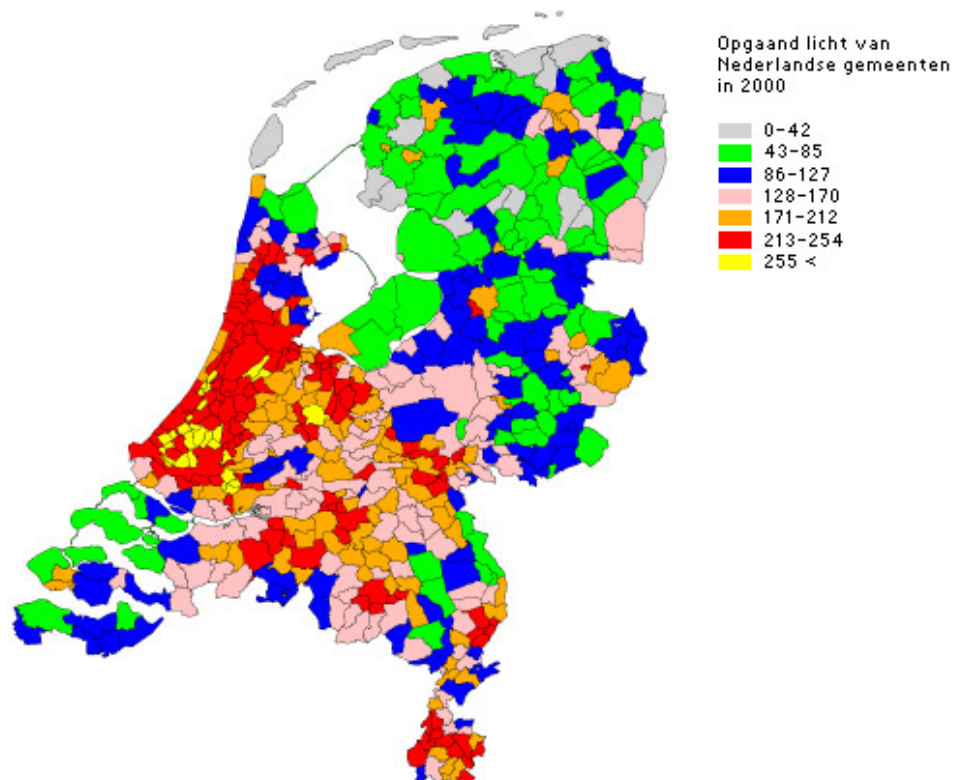 Opgaand licht van
Nederlandse gemeenten
in 2000
0-42
43-85
86-127
128-170
171-212
213-254
255 <